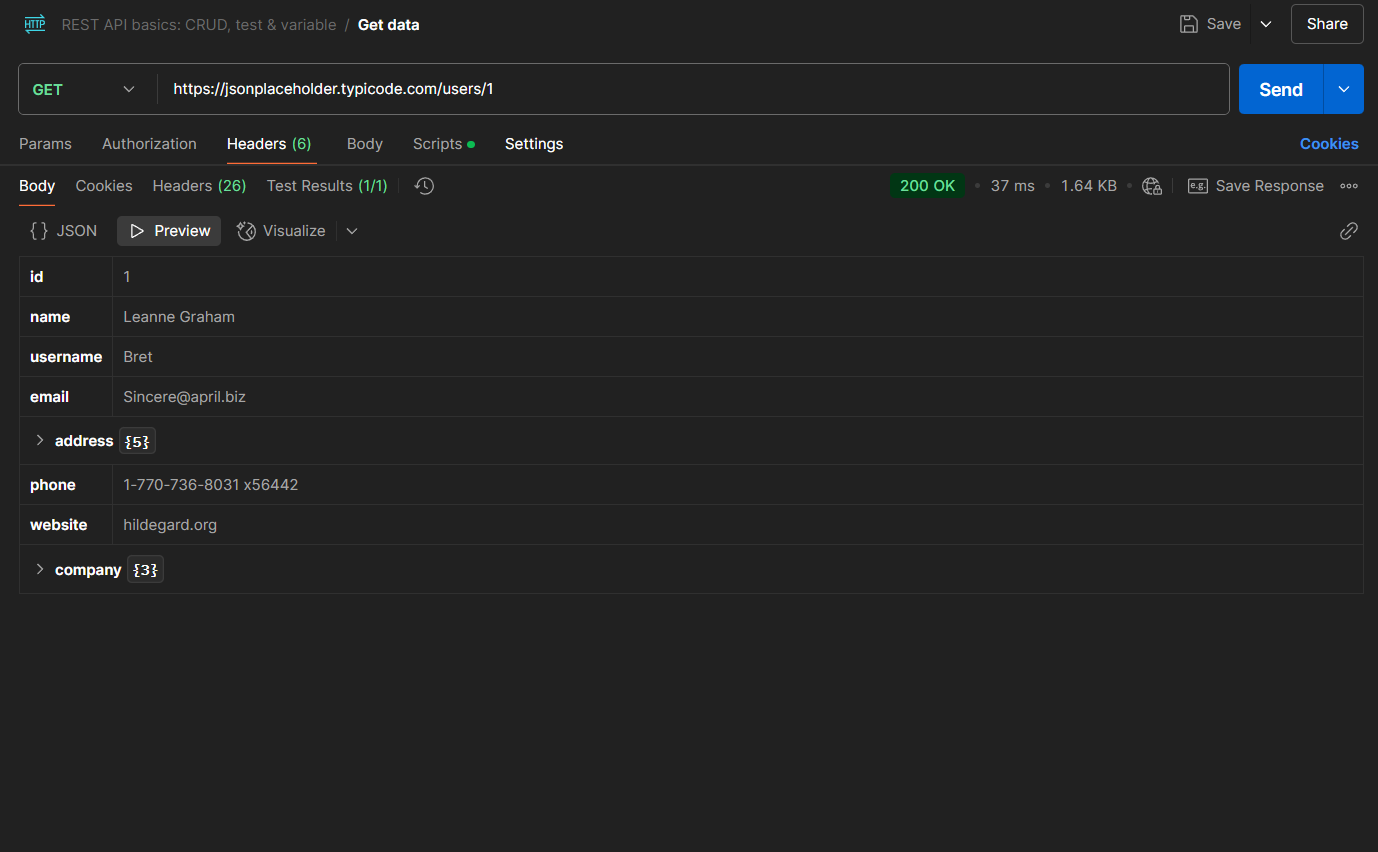 HTTP REST API basics: CRUD, test & variable / Get data Save Share
GET https://jsonplaceholder.typicode.com/users/1 Send
Params Authorization Headers (6) Body Scripts Settings Cookies
Body Cookies Headers (26) Test Results (1/1) 200 OK • 37 ms • 1.64 KB • e.g. Save Response
{} JSON Preview Visualize
id 1
name Leanne Graham
username Bret
email Sincere@april.biz
address {5}
phone 1-770-736-8031 x56442
website hildegard.org
company {3}